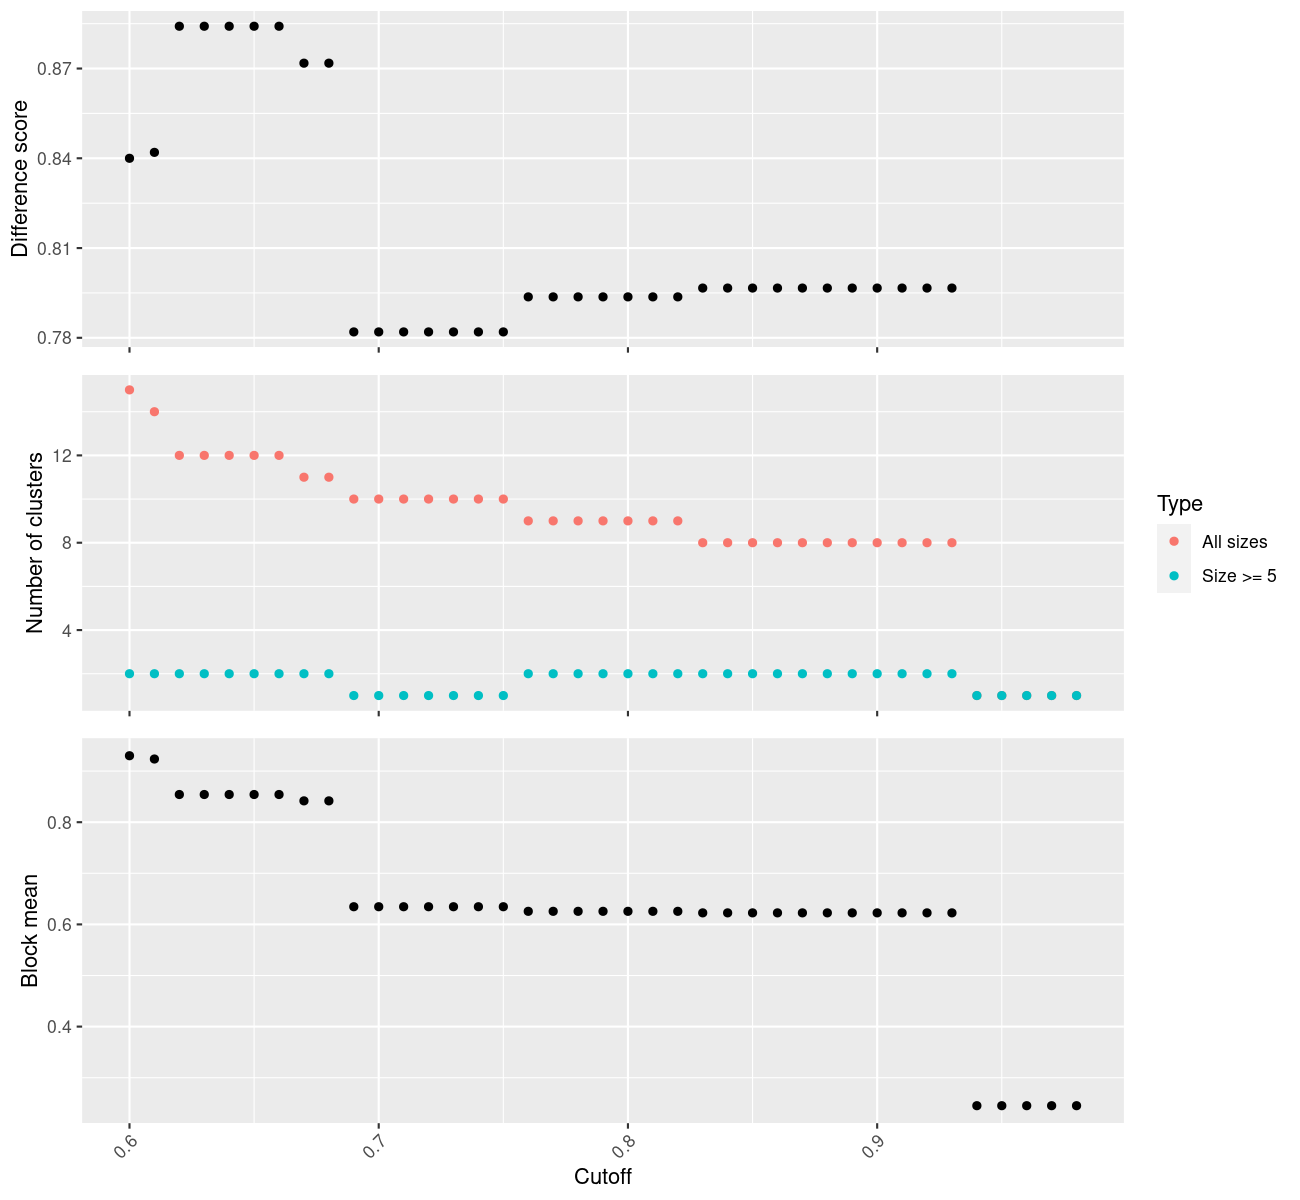 Difference score
0.87
0.84
0.81
0.78
Number of clusters
12
8
4
Type
All sizes
Size >= 5
Block mean
0.8
0.6
0.4
0.6
0.7
0.8
0.9
Cutoff